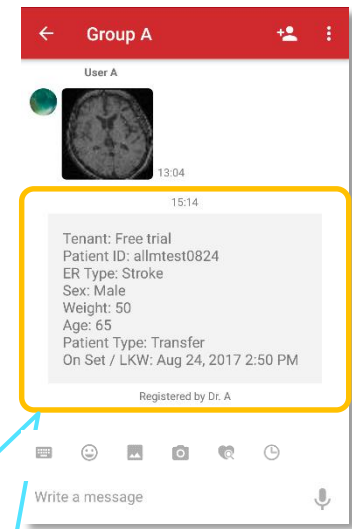 Group A
User A
13:04
15:14
Tenant: Free trial
Patient ID: allmtest0824
ER Type: Stroke
Sex: Male
Weight: 50
Age: 65
Patient Type: Transfer
On Set / LKW: Aug 24, 2017 2:50 PM
Registered by Dr. A
Write a message